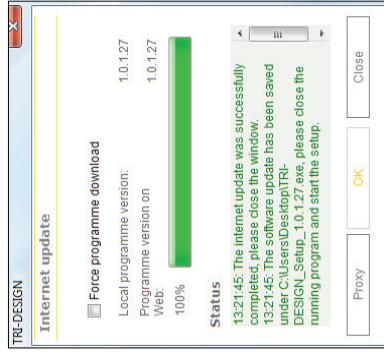 TRI-DESIGN
Internet update
Force programme download
Local programme version: 1.0.1.27
Programme version on
Web: 1.0.1.27
100%
Status
13:21:45: The internet update was successfully
completed, please close the window.
13:21:45: The software update has been saved
under C:\Users\Desktop\TRI-
DESIGN_Setup_1.0.1.27.exe, please close the
running program and start the setup.
Proxy
OK
Close